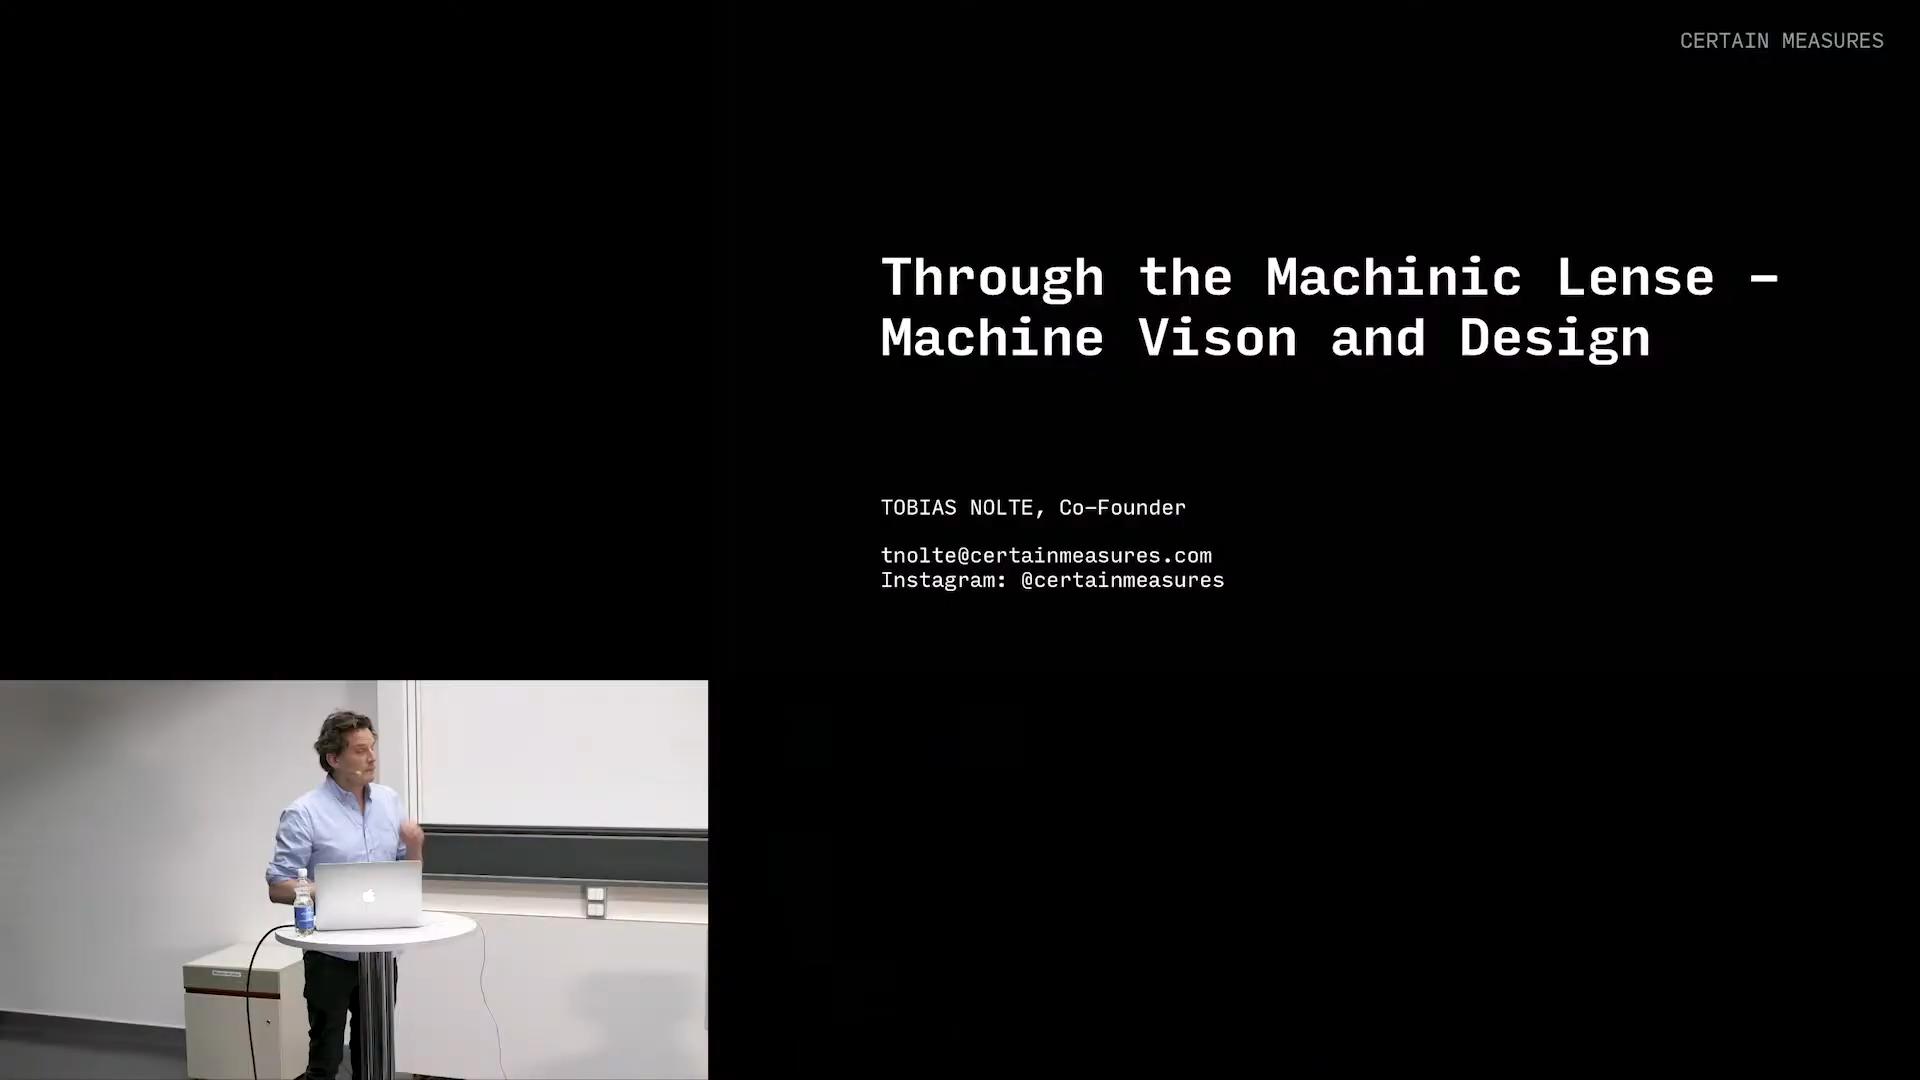 CERTAIN MEASURES
Through the Machinic Lense –
Machine Vison and Design
TOBIAS NOLTE, Co–Founder
tnolte@certainmeasures.com
Instagram: @certainmeasures